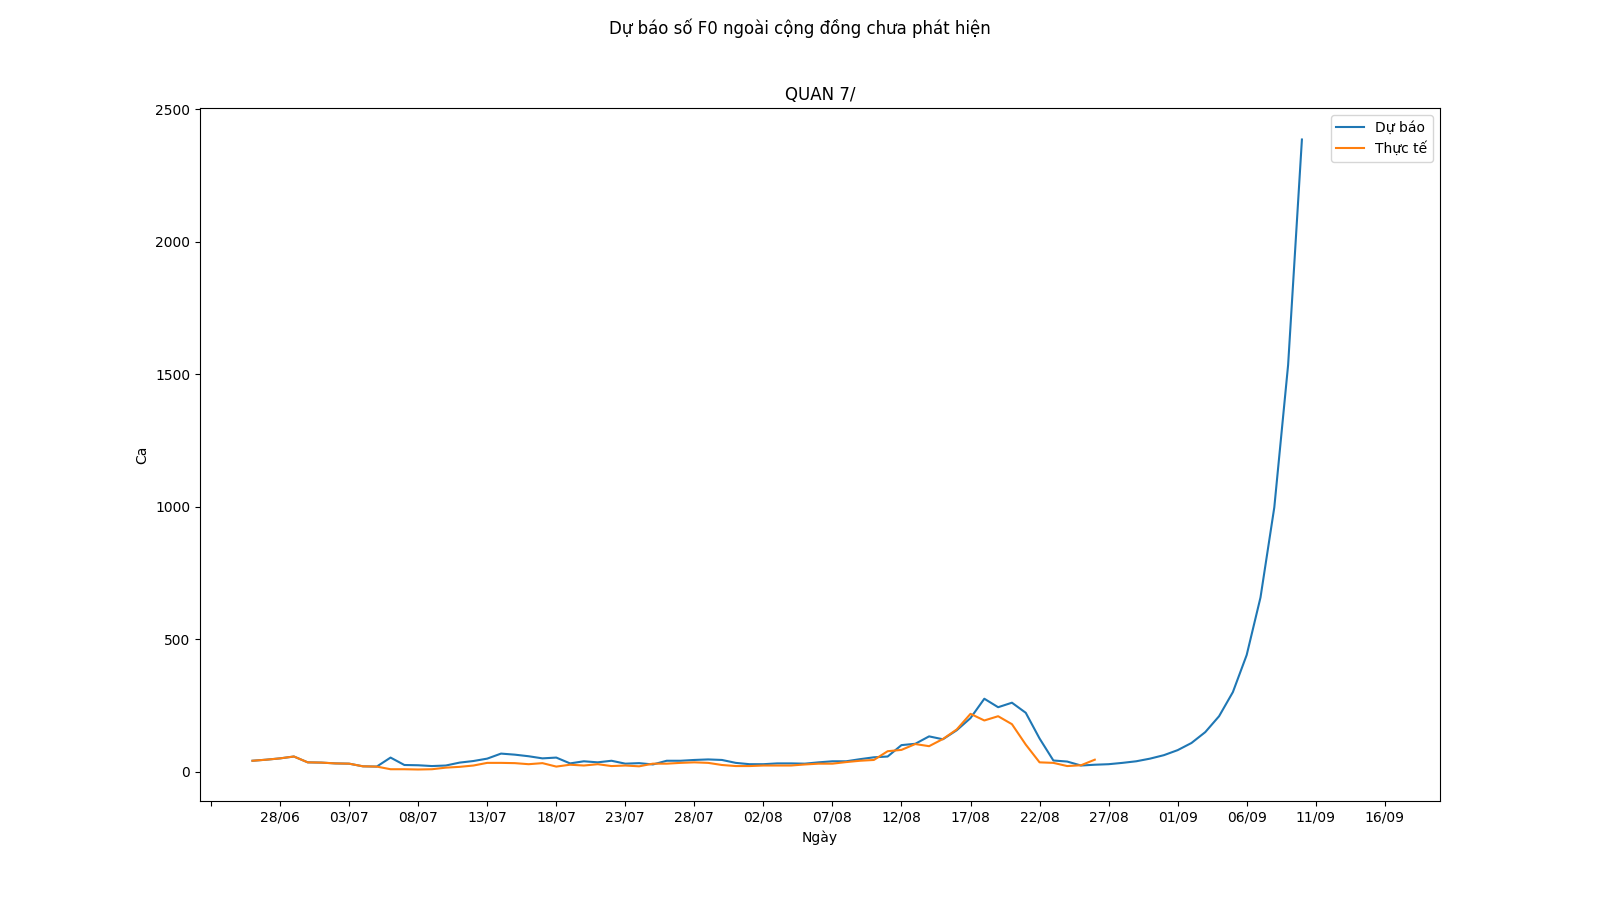 Dự báo số F0 ngoài cộng đồng chưa phát hiện
QUAN 7/
Dự báo
Thực tế
2500
2000
1500
1000
500
0
Ca
28/06 03/07 08/07 13/07 18/07 23/07 28/07 02/08 07/08 12/08 17/08 22/08 27/08 01/09 06/09 11/09 16/09
Ngày